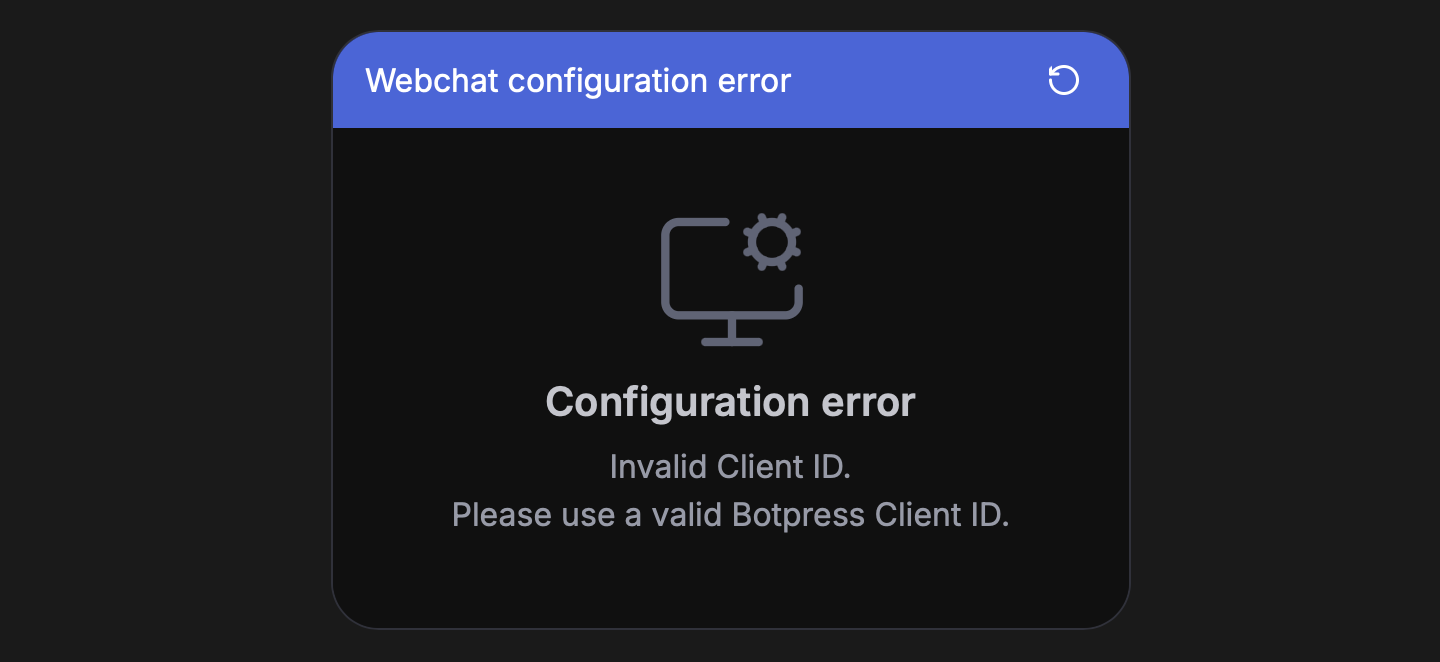 Webchat configuration error
Configuration error
Invalid Client ID.
Please use a valid Botpress Client ID.